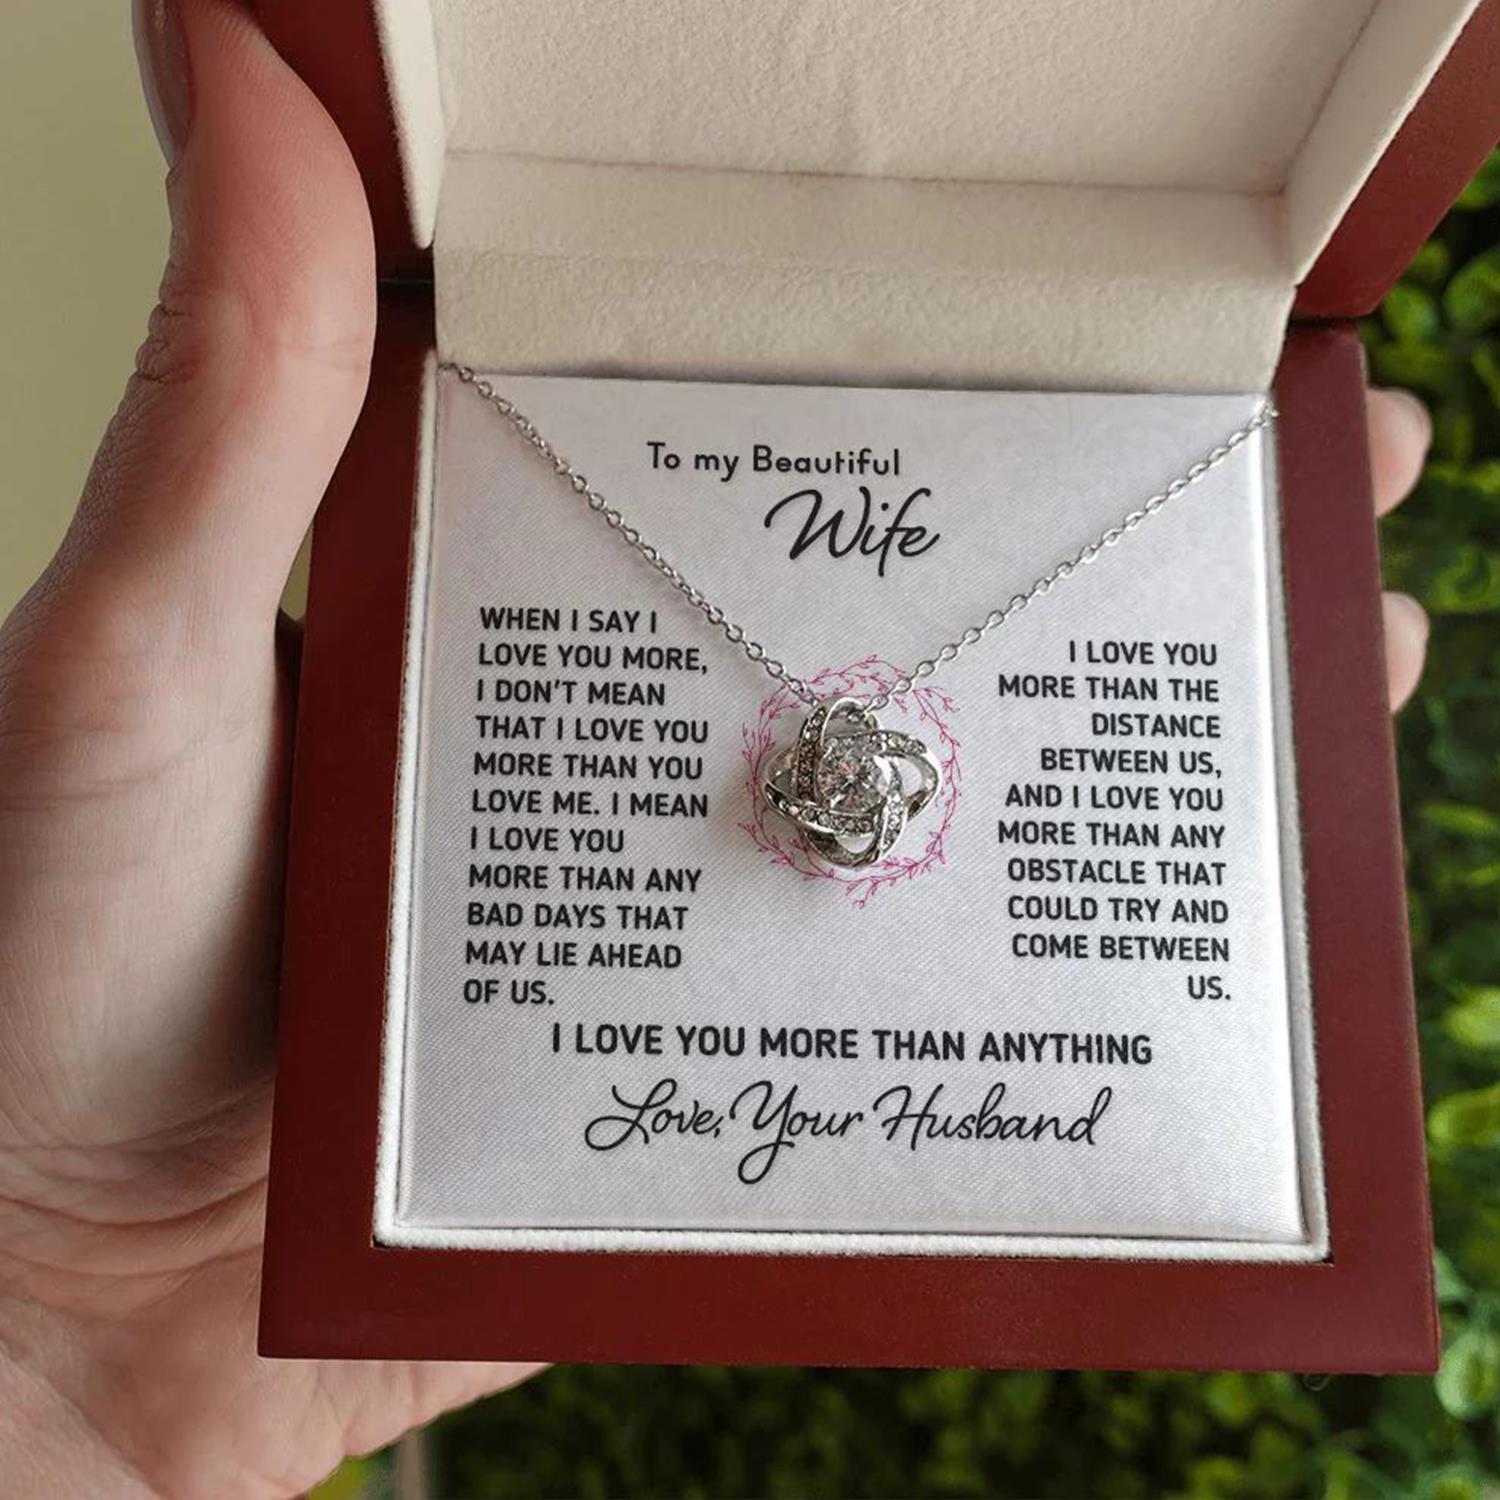 To my Beautiful
Wife
WHEN I SAY I
LOVE YOU MORE,
I DON'T MEAN
THAT I LOVE YOU
MORE THAN YOU
LOVE ME. I MEAN
I LOVE YOU
MORE THAN ANY
BAD DAYS THAT
MAY LIE AHEAD
OF US.
I LOVE YOU
MORE THAN THE
DISTANCE
BETWEEN US,
AND I LOVE YOU
MORE THAN ANY
OBSTACLE THAT
COULD TRY AND
COME BETWEEN
US.
I LOVE YOU MORE THAN ANYTHING
Love, Your Husband